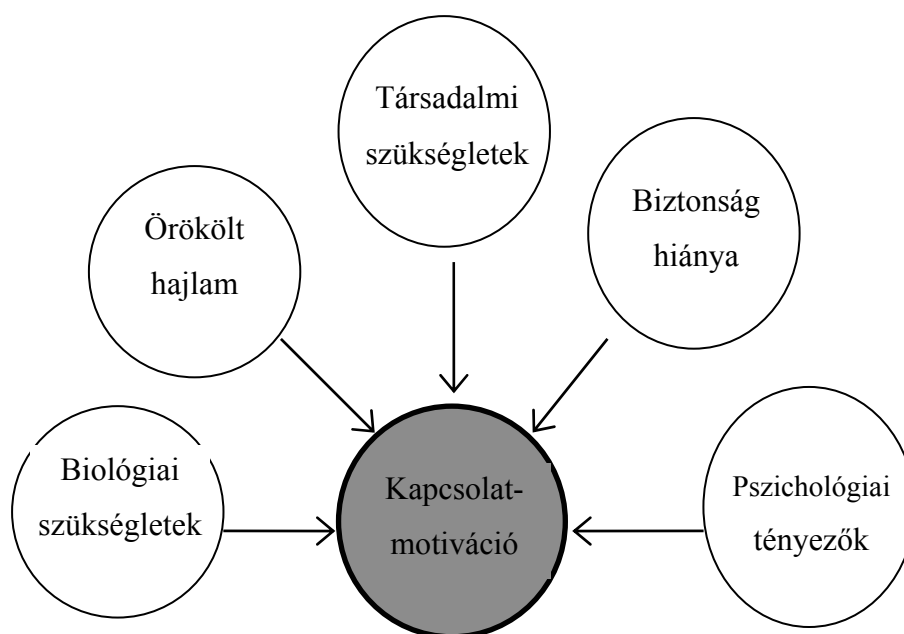 Társadalmi
szükségletek
Biztonság
hiánya
Örökölt
hajlam
Biológiai
szükségletek
Kapcsolat-
motiváció
Pszichológiai
tényezők